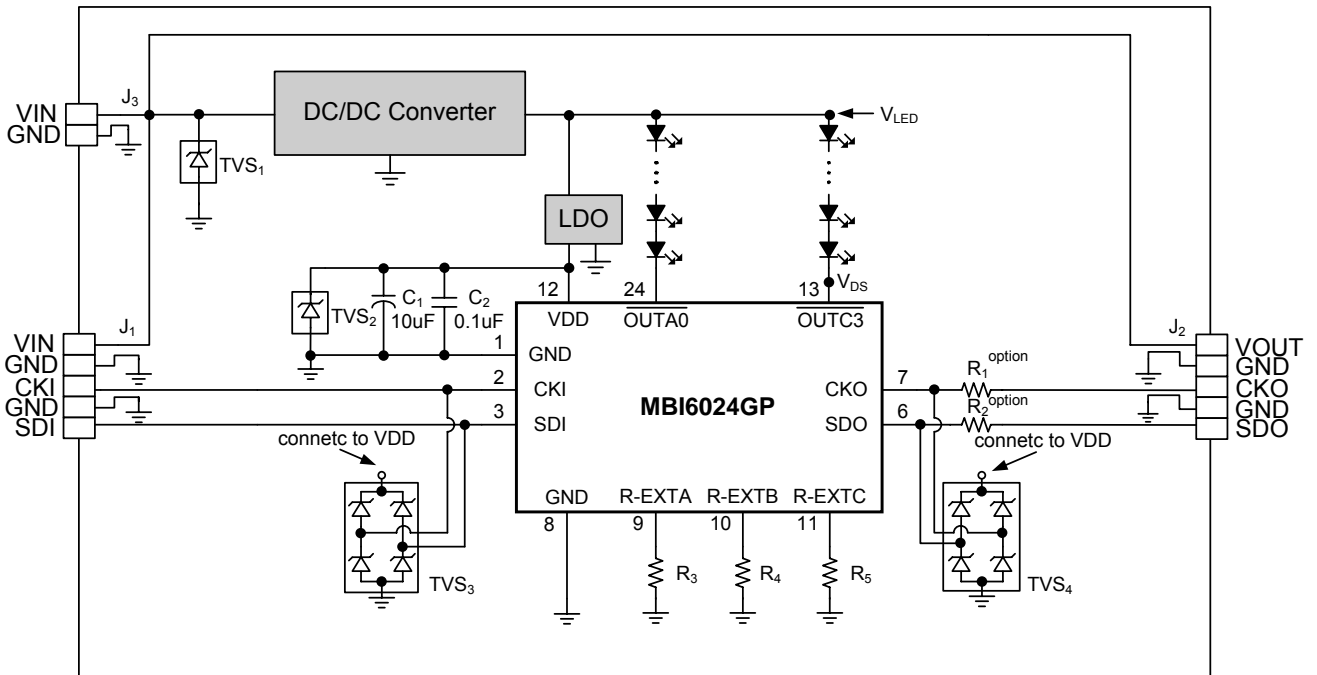 J₃
VIN
GND
DC/DC Converter
V_LED
TVS₁
LDO
TVS₂
C₁
10uF
C₂
0.1uF
12
VDD
24
OUTA0
13
V_DS
OUTC3
J₁
VIN
GND
CKI
GND
SDI
1
GND
2
CKI
3
SDI
MBI6024GP
7
CKO
6
SDO
R₁ option
R₂ option
J₂
VOUT
GND
CKO
GND
SDO
connetc to VDD
connetc to VDD
GND
8
R-EXTA
9
R-EXTB
10
R-EXTC
11
TVS₃
R₃
R₄
R₅
TVS₄